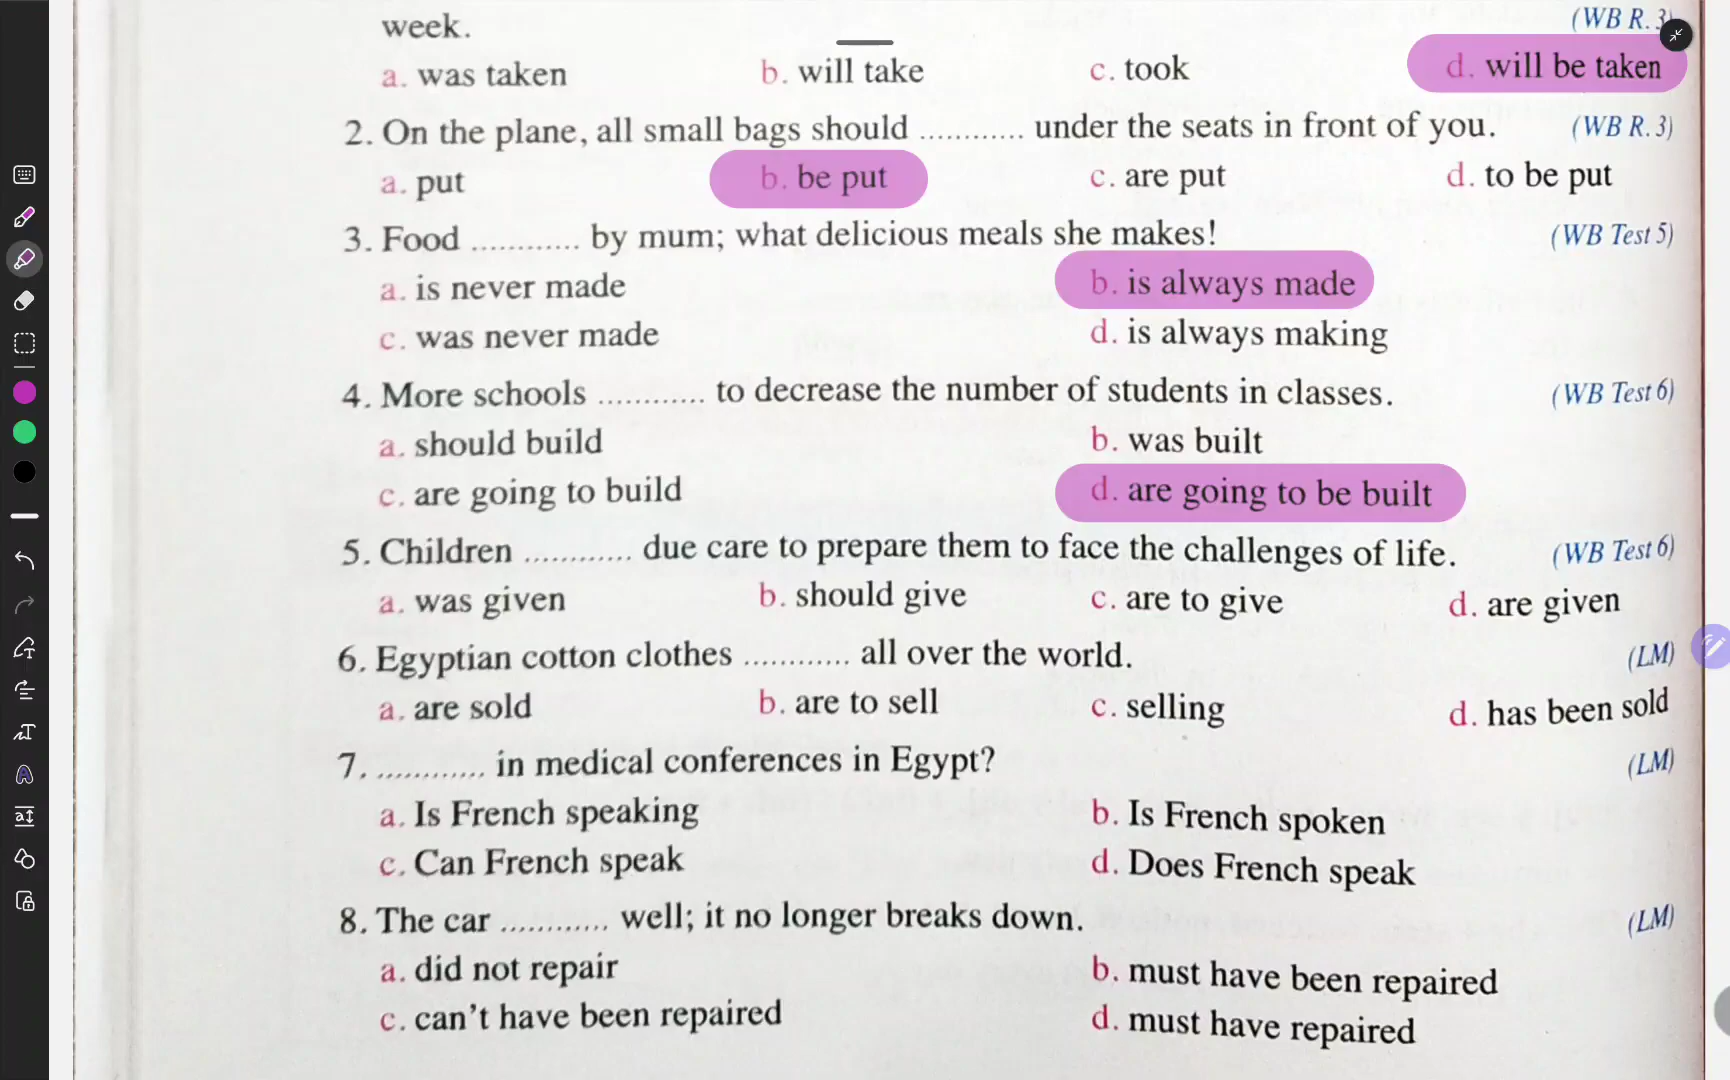 week. (WB R. 3)
a. was taken b. will take c. took d. will be taken
2. On the plane, all small bags should ............ under the seats in front of you. (WB R. 3)
a. put b. be put c. are put d. to be put
3. Food ............ by mum; what delicious meals she makes! (WB Test 5)
a. is never made b. is always made
c. was never made d. is always making
4. More schools ............ to decrease the number of students in classes. (WB Test 6)
a. should build b. was built
c. are going to build d. are going to be built
5. Children ............ due care to prepare them to face the challenges of life. (WB Test 6)
a. was given b. should give c. are to give d. are given
6. Egyptian cotton clothes ............ all over the world. (LM)
a. are sold b. are to sell c. selling d. has been sold
7. ............ in medical conferences in Egypt? (LM)
a. Is French speaking b. Is French spoken
c. Can French speak d. Does French speak
8. The car ............ well; it no longer breaks down. (LM)
a. did not repair b. must have been repaired
c. can't have been repaired d. must have repaired